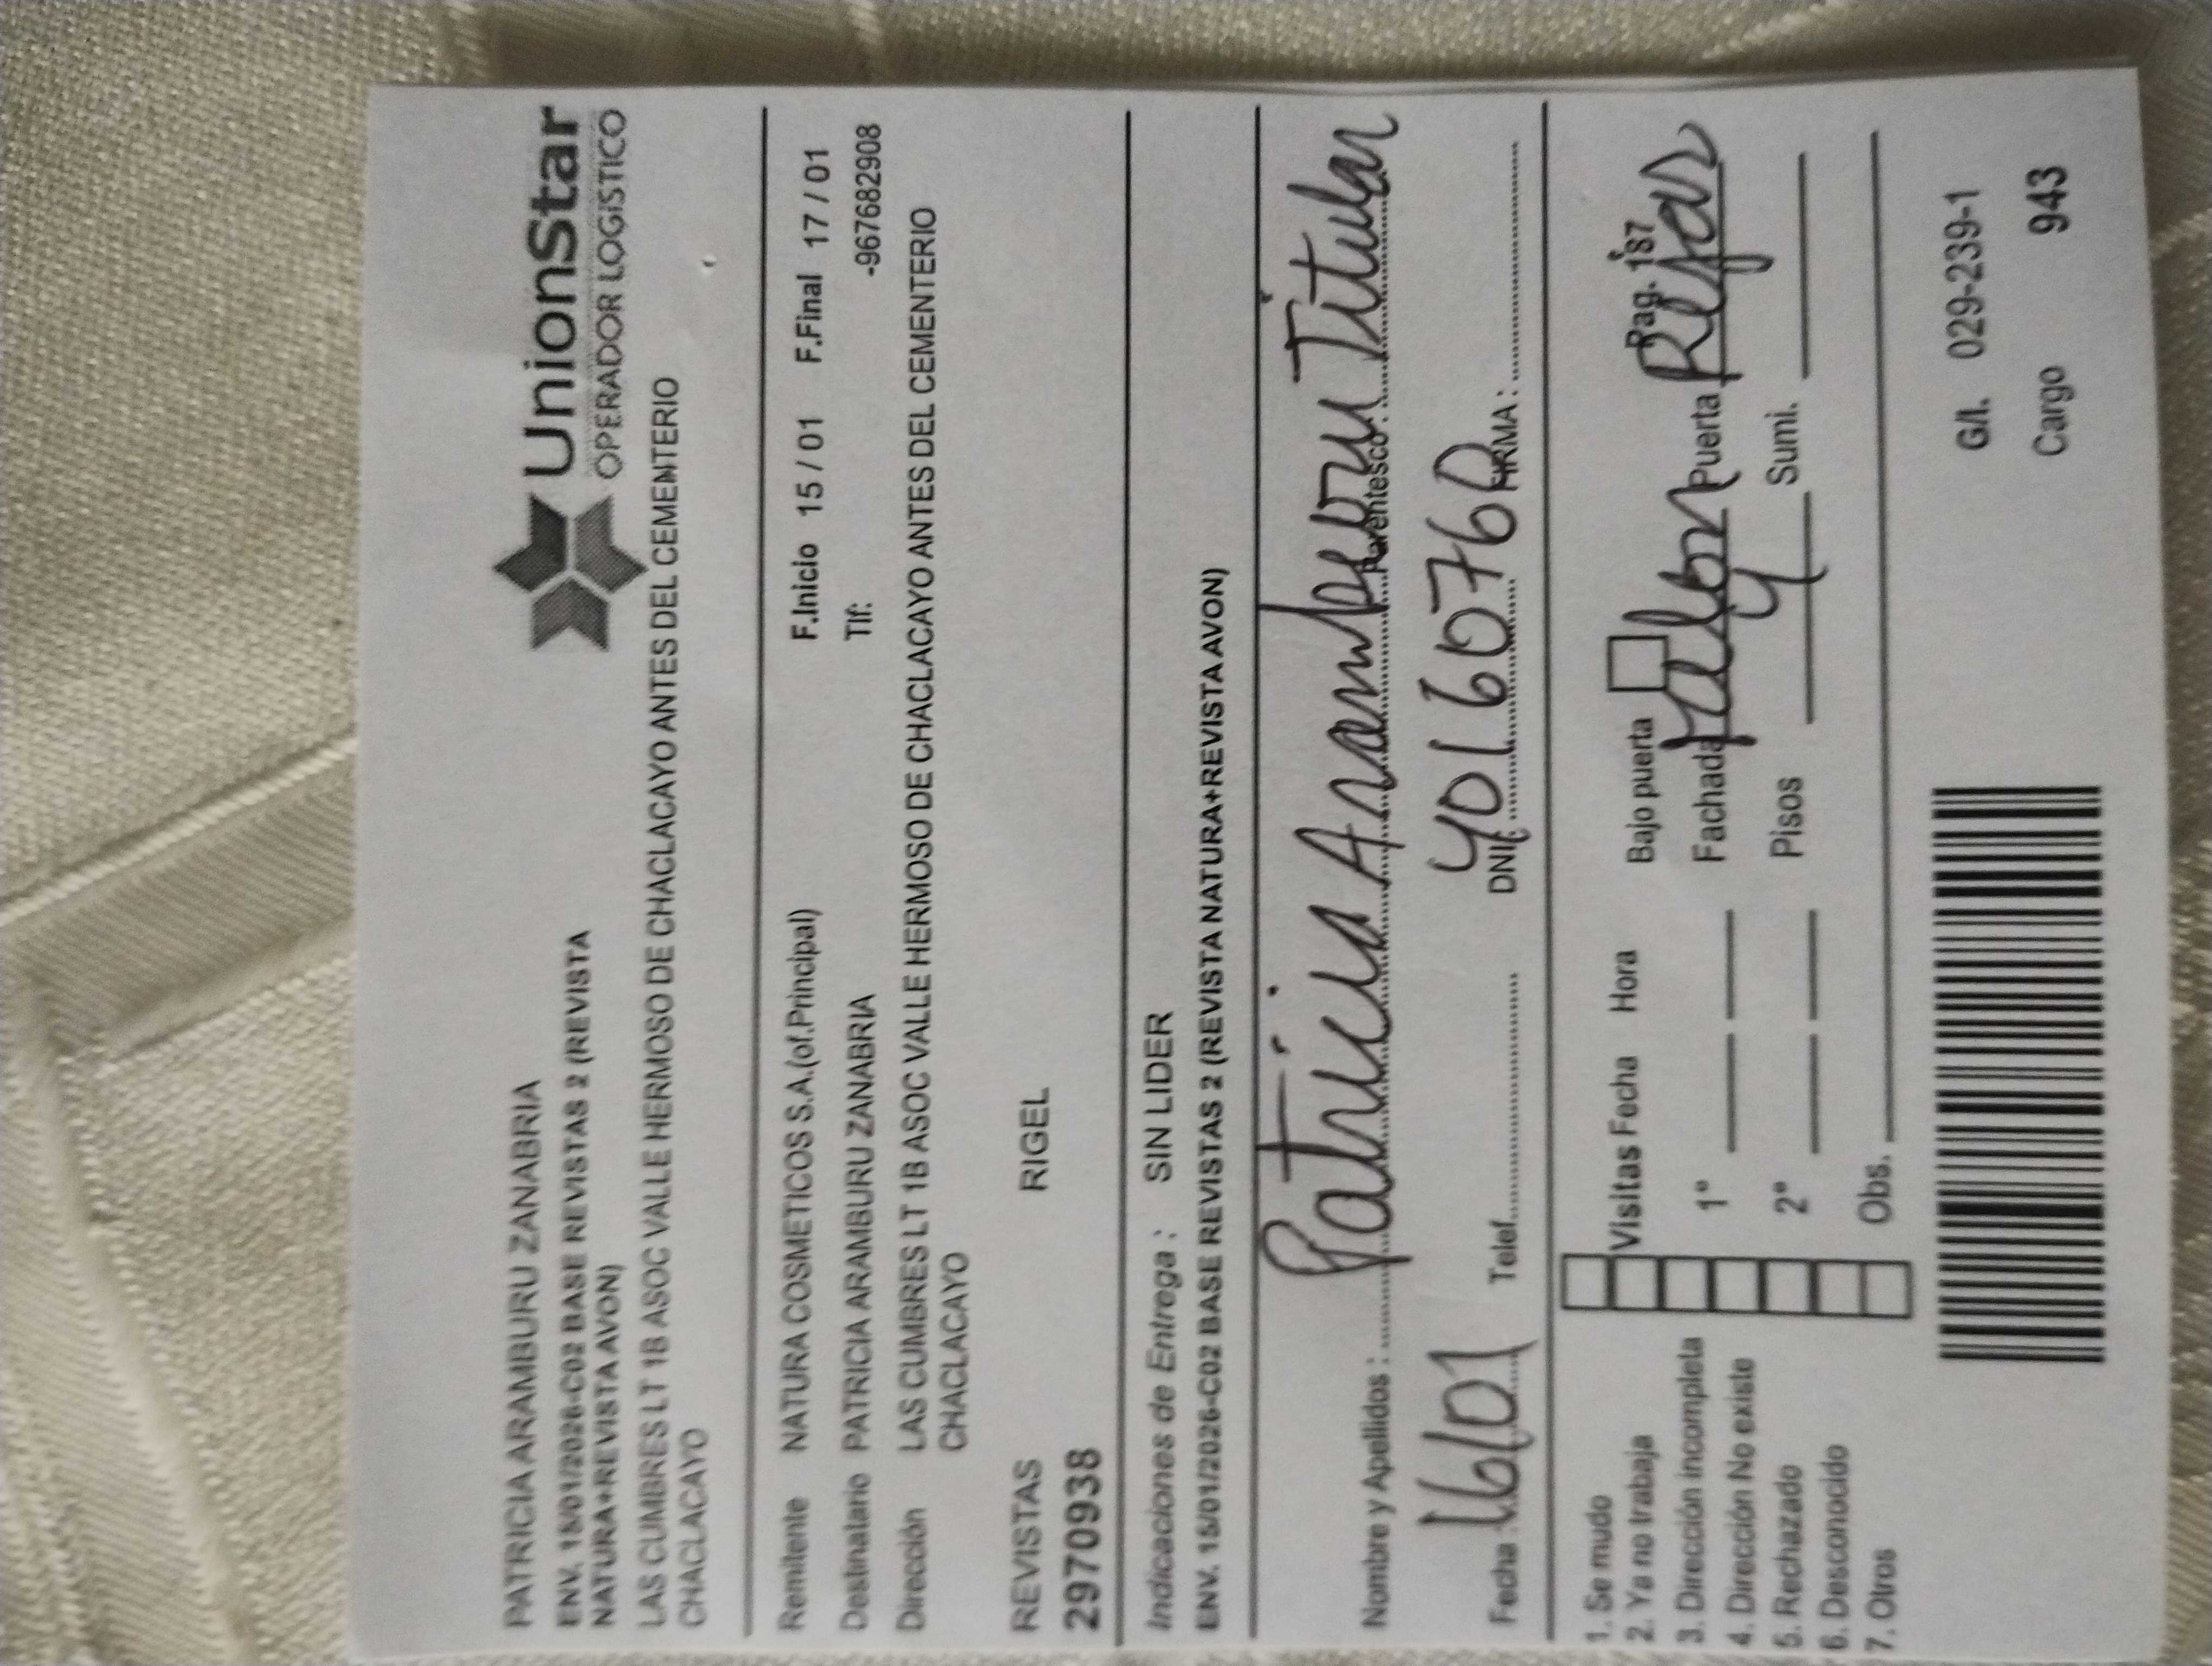 PATRICIA ARAMBURU ZANABRIA
UnionStar
OPERADOR LOGISTICO
ENV. 15/01/2026-C02 BASE REVISTAS 2 (REVISTA
NATURA+REVISTA AVON)
LAS CUMBRES LT 1B ASOC VALLE HERMOSO DE CHACLACAYO ANTES DEL CEMENTERIO
CHACLACAYO
Remitente NATURA COSMETICOS S.A.(of.Principal) F.Inicio 15 / 01 F.Final 17 / 01
Destinatario PATRICIA ARAMBURU ZANABRIA Tlf: -967682908
Dirección LAS CUMBRES LT 1B ASOC VALLE HERMOSO DE CHACLACAYO ANTES DEL CEMENTERIO
CHACLACAYO
REVISTAS RIGEL
29709938
Indicaciones de Entrega : SIN LIDER
ENV. 15/01/2026-C02 BASE REVISTAS 2 (REVISTA NATURA+REVISTA AVON)
Nombre y Apellidos : Patricia Aramburu Parentesco : Titular
Fecha : 16/01 Telef. DNI: 40160760 FIRMA :
1. Se mudo
2. Ya no trabaja
3. Dirección incompleta
4. Dirección No existe
5. Rechazado
6. Desconocido
7. Otros
Visitas Fecha Hora Bajo puerta Pag. 187
1° Fachada Puerta Rejas
2° Pisos Sumi.
Obs.
G/I. 029-239-1
Cargo 943